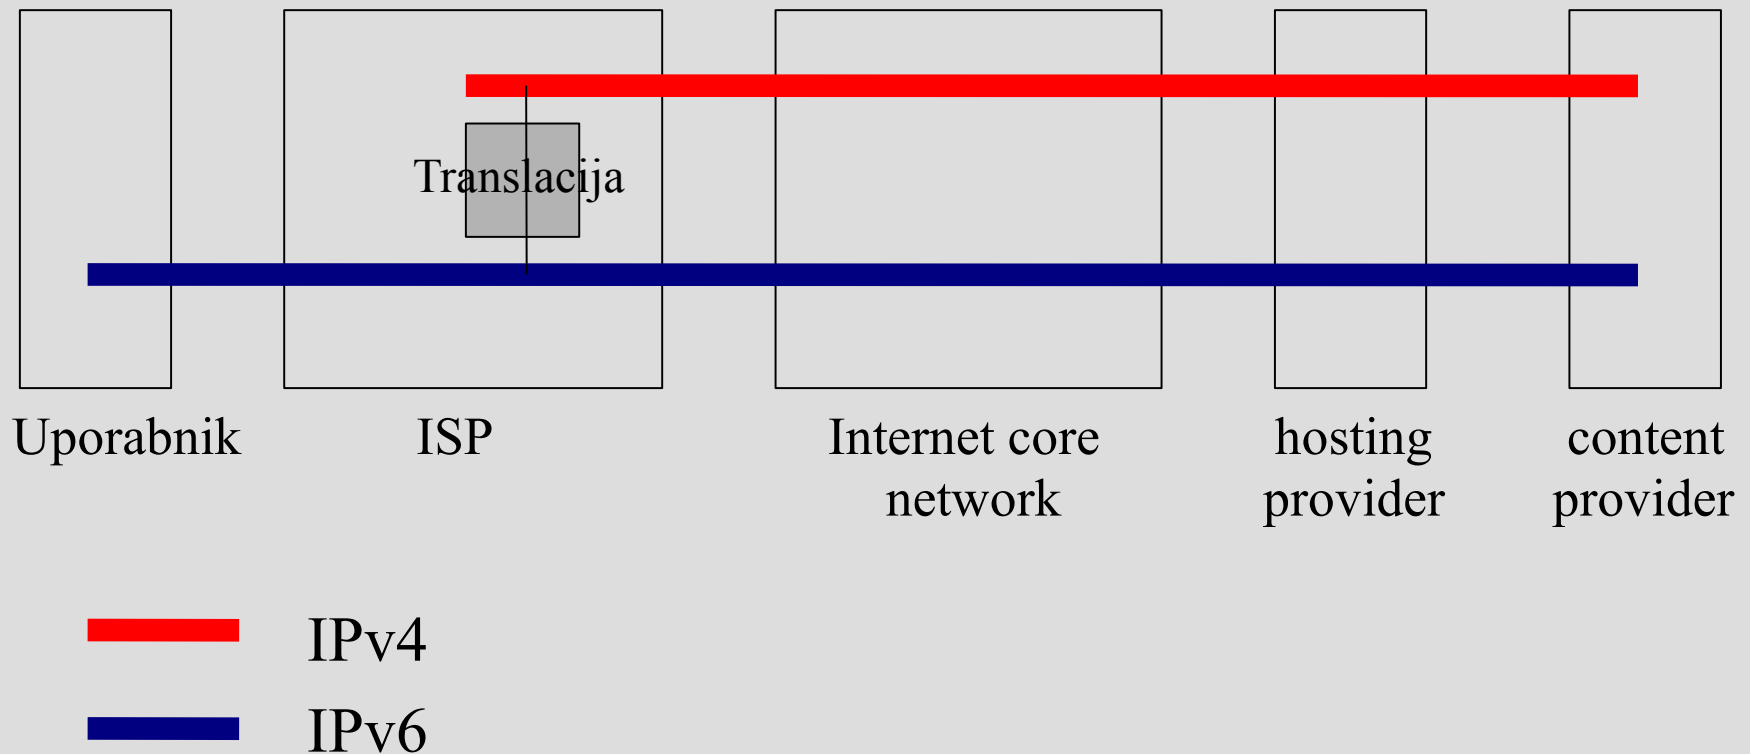 Translacija
Uporabnik
ISP
Internet core
network
hosting
provider
content
provider
IPv4
IPv6